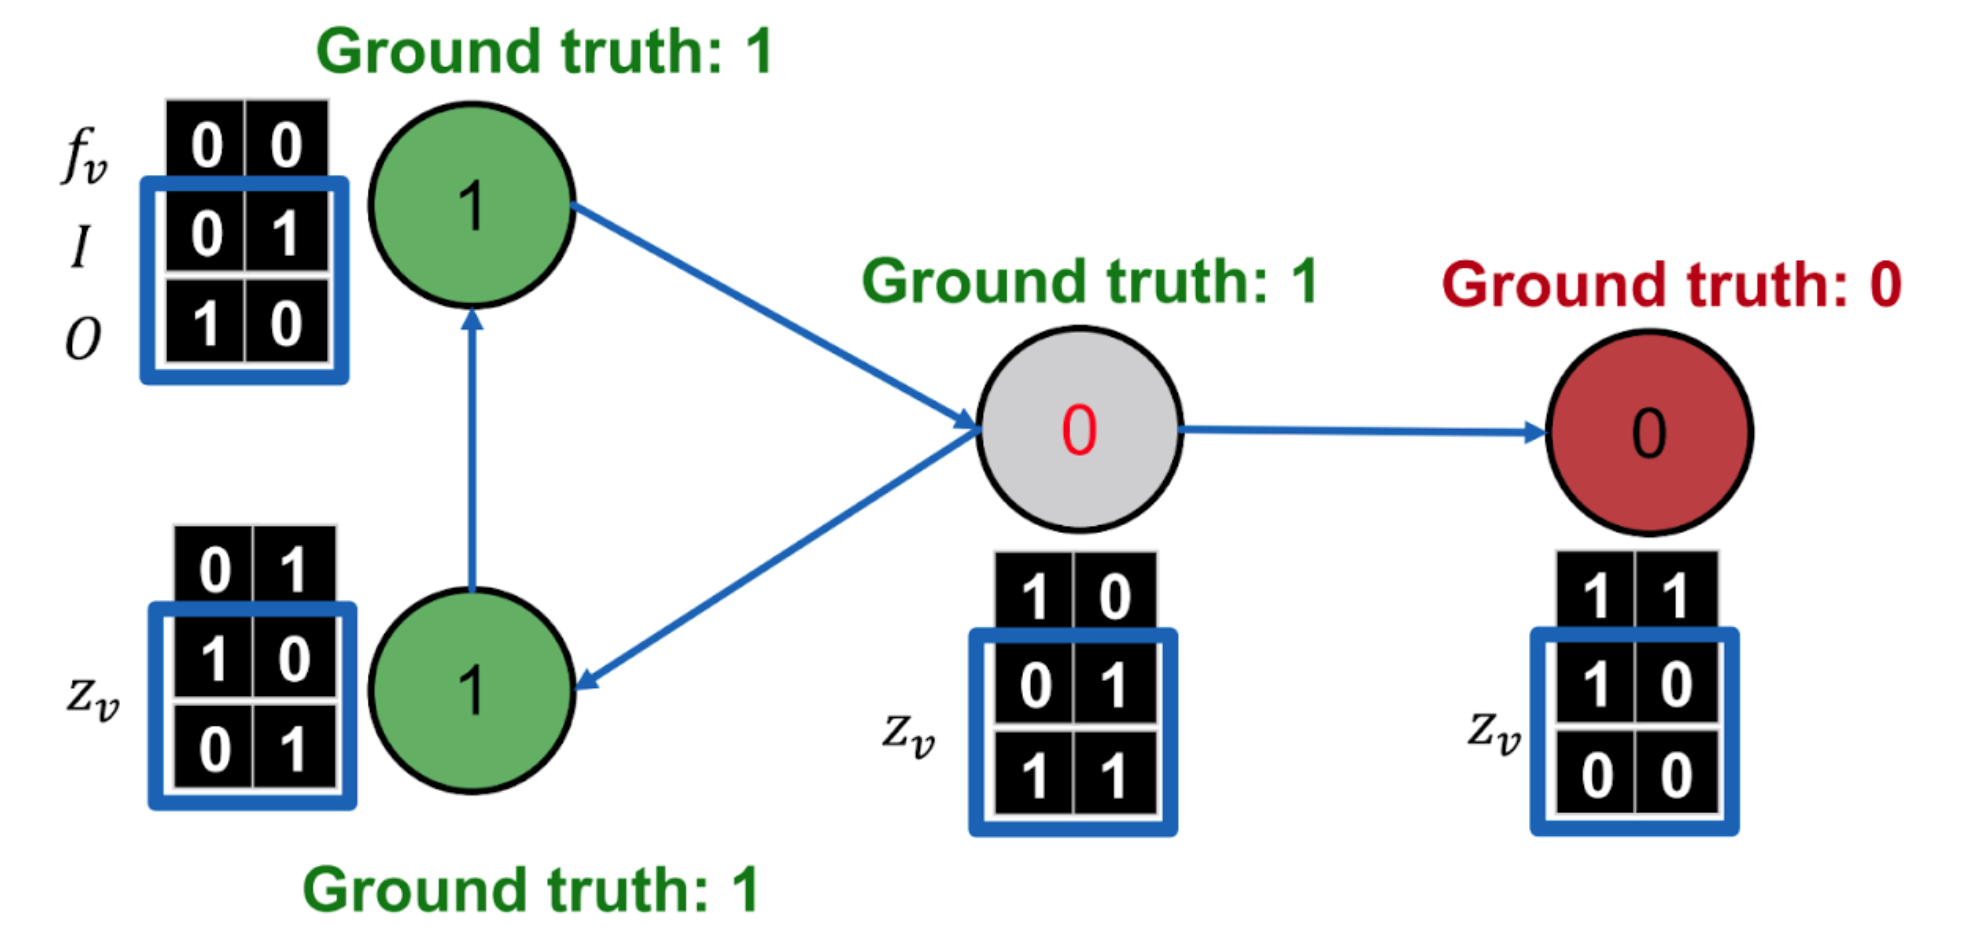 Ground truth: 1
f_v 0 0
I 0 1
O 1 0
1
Ground truth: 1
0
Ground truth: 0
0
0 1
z_v 1 0
0 1
1
1 0
z_v 0 1
1 1
1 1
z_v 1 0
0 0
Ground truth: 1